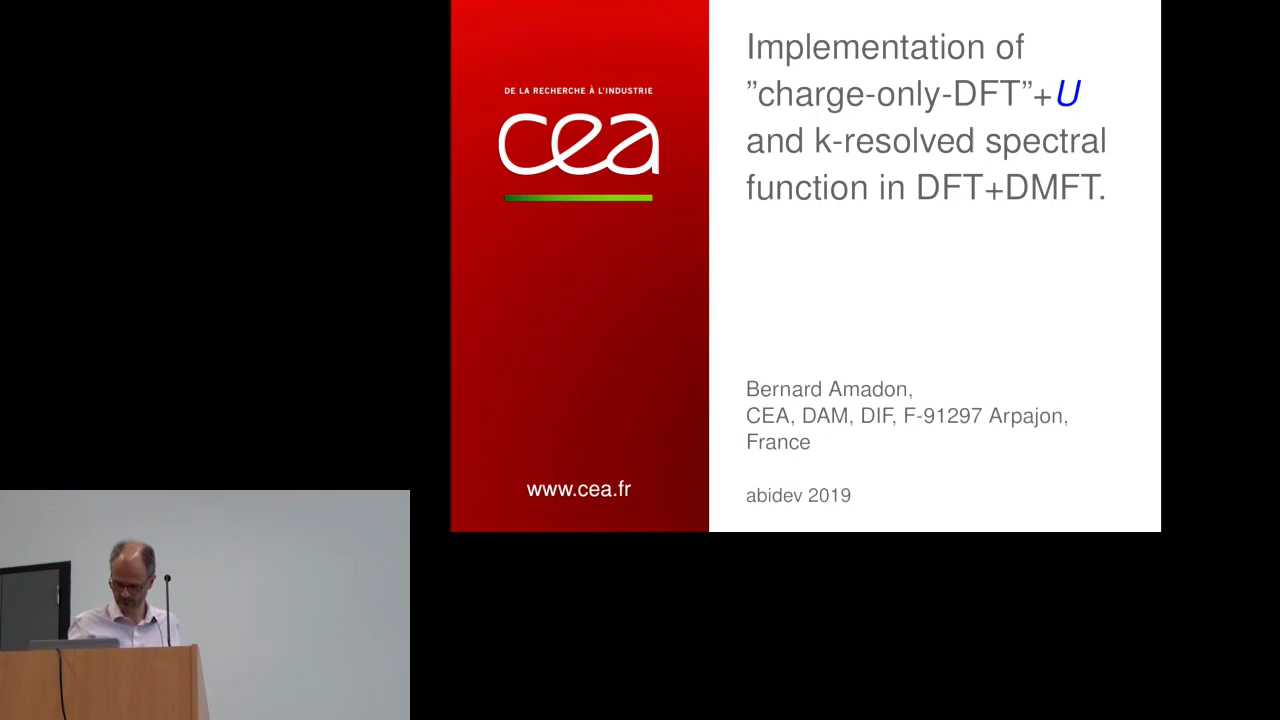 DE LA RECHERCHE À L'INDUSTRIE
cea
www.cea.fr
Implementation of
”charge-only-DFT”+U
and k-resolved spectral
function in DFT+DMFT.
Bernard Amadon,
CEA, DAM, DIF, F-91297 Arpajon,
France
abidev 2019